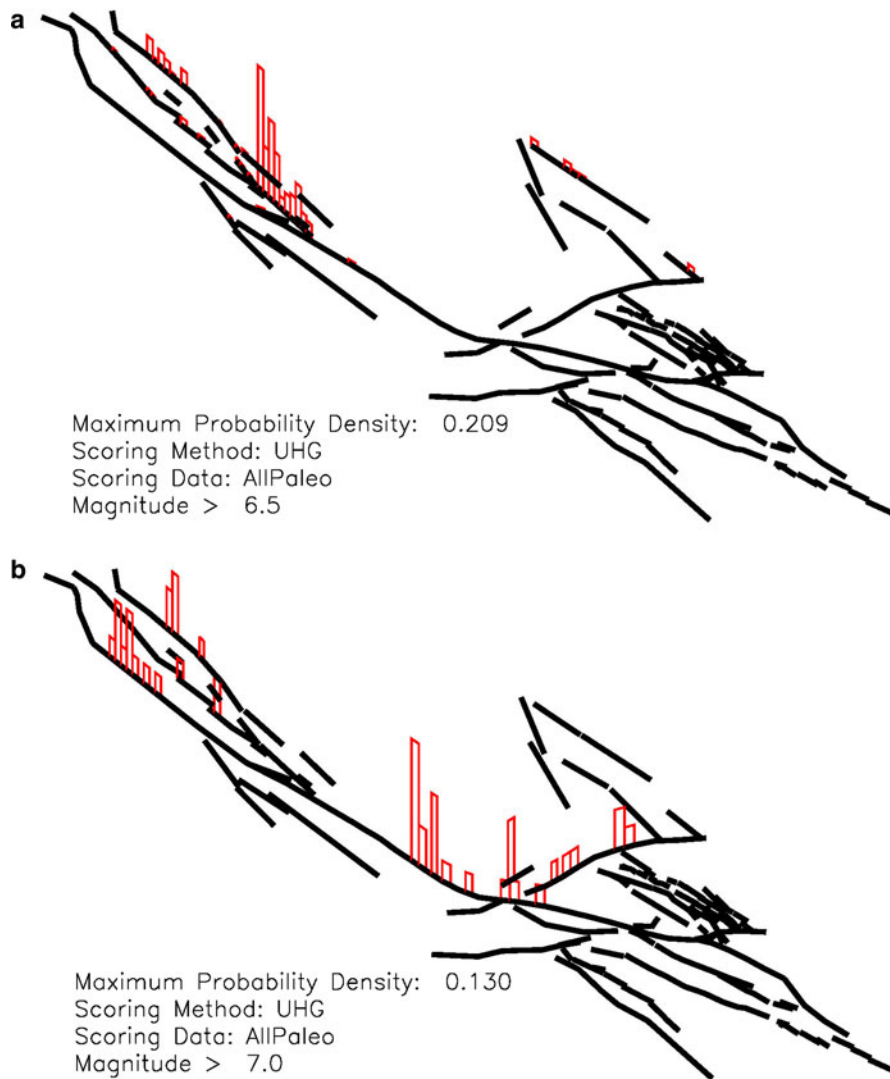 a
Maximum Probability Density: 0.209
Scoring Method: UHG
Scoring Data: AllPaleo
Magnitude > 6.5
b
Maximum Probability Density: 0.130
Scoring Method: UHG
Scoring Data: AllPaleo
Magnitude > 7.0